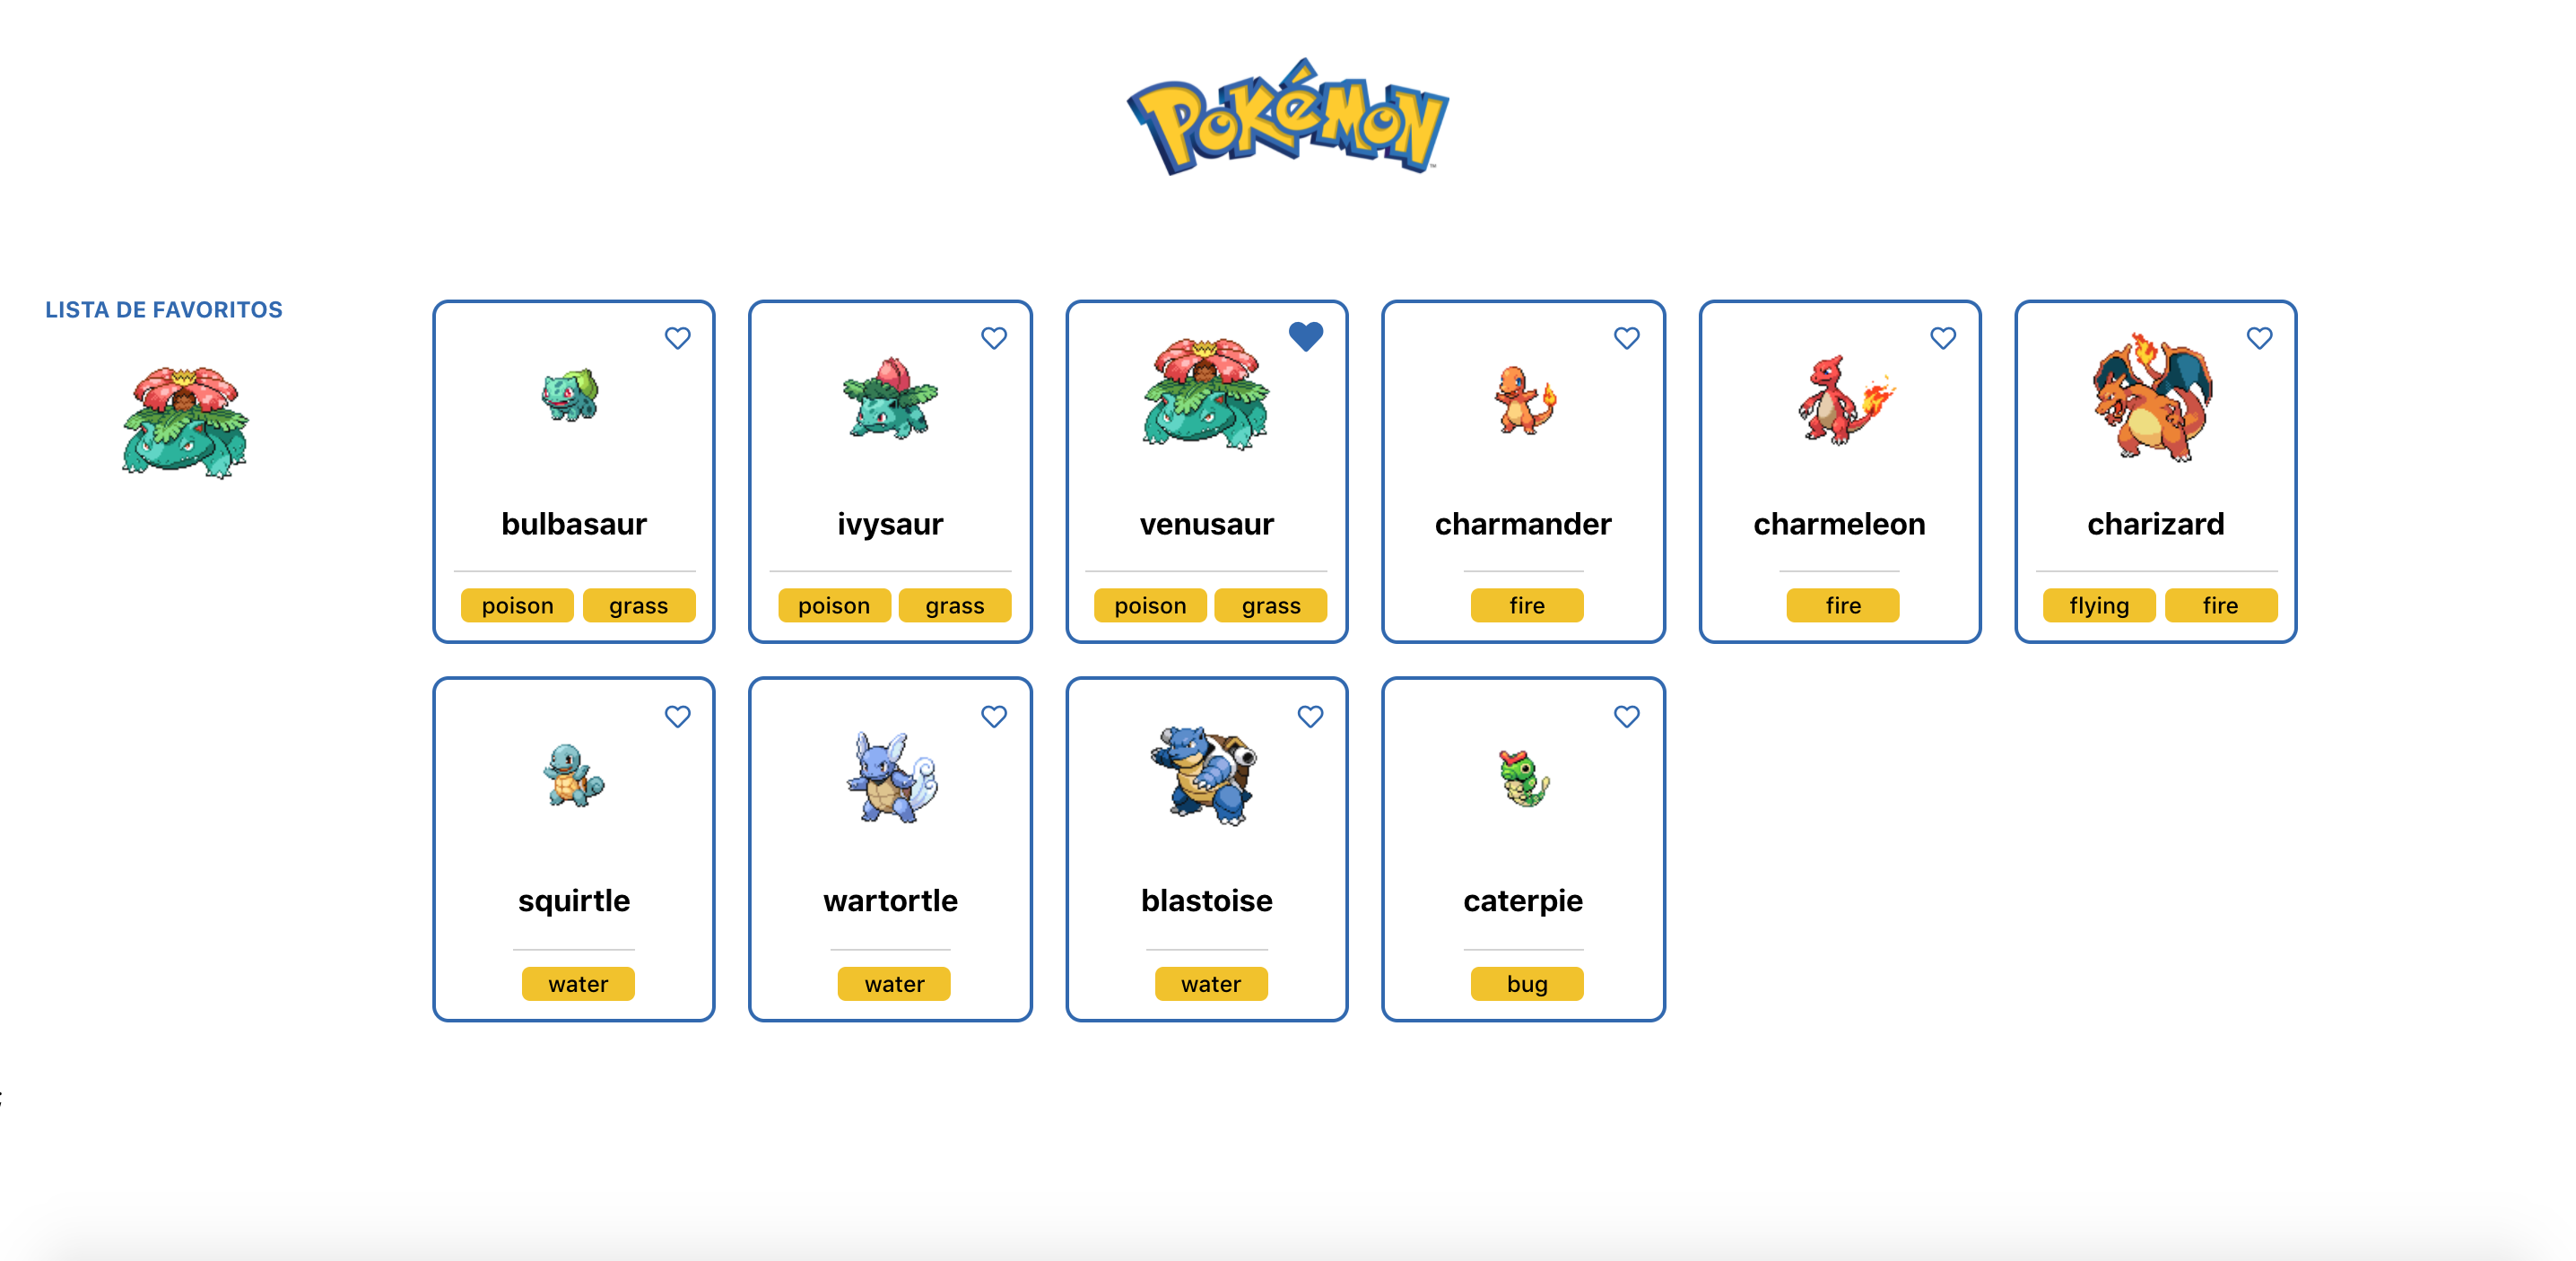 Pokémon
LISTA DE FAVORITOS
bulbasaur
poison grass
ivysaur
poison grass
venusaur
poison grass
charmander
fire
charmeleon
fire
charizard
flying fire
squirtle
water
wartortle
water
blastoise
water
caterpie
bug
;